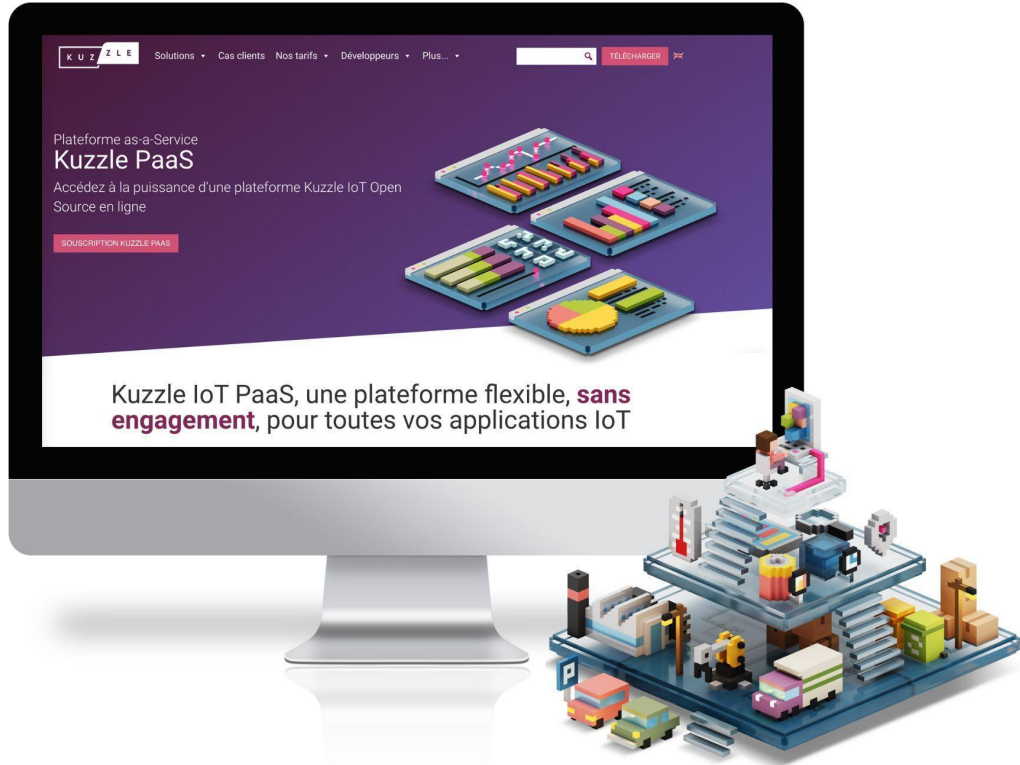 KUZZLE
Solutions Cas clients Nos tarifs Développeurs Plus...
TÉLÉCHARGER
Plateforme as-a-Service
Kuzzle PaaS
Accédez à la puissance d'une plateforme Kuzzle IoT Open
Source en ligne
SOUSCRIPTION KUZZLE PAAS
Kuzzle IoT PaaS, une plateforme flexible, sans
engagement, pour toutes vos applications IoT
P